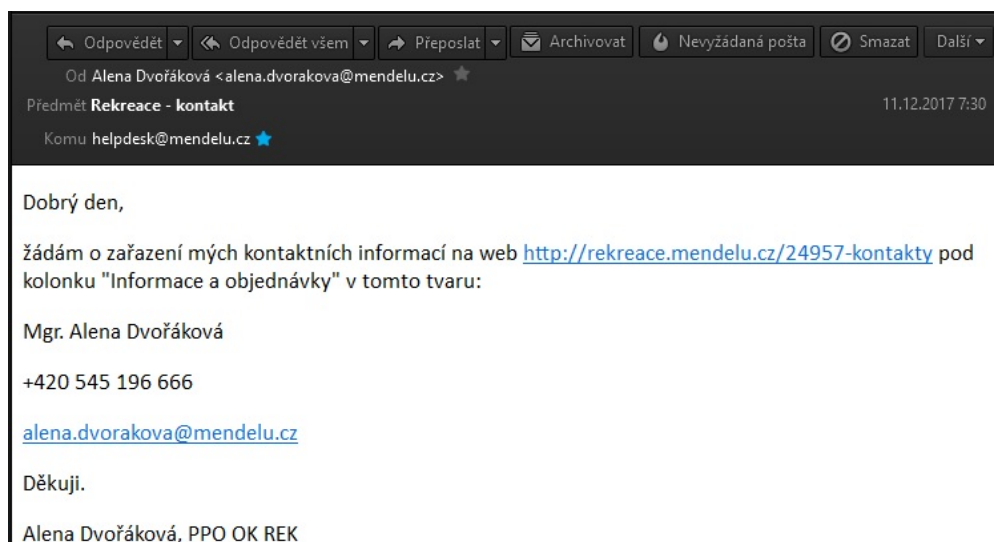 Odpovědět Odpovědět všem Přeposlat Archivovat Nevyžádaná pošta Smazat Další
Od Alena Dvořáková <alena.dvorakova@mendelu.cz>
Předmět Rekreace - kontakt 11.12.2017 7:30
Komu helpdesk@mendelu.cz
Dobrý den,
žádám o zařazení mých kontaktních informací na web http://rekreace.mendelu.cz/24957-kontakty pod
kolonku "Informace a objednávky" v tomto tvaru:
Mgr. Alena Dvořáková
+420 545 196 666
alena.dvorakova@mendelu.cz
Děkuji.
Alena Dvořáková, PPO OK REK